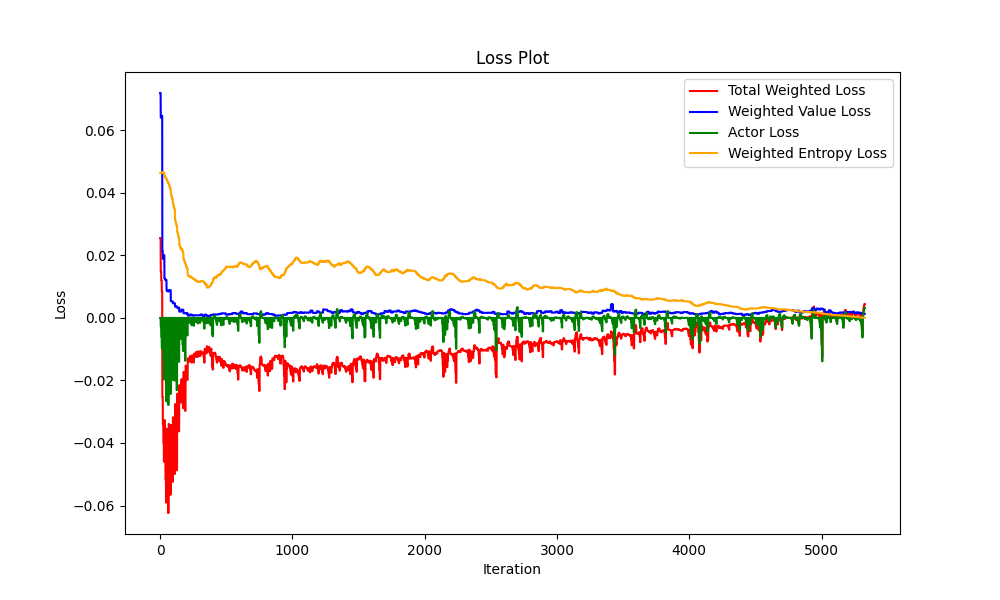 Loss Plot
Total Weighted Loss
Weighted Value Loss
Actor Loss
Weighted Entropy Loss
0.06
0.04
0.02
0.00
−0.02
−0.04
−0.06
Loss
0 1000 2000 3000 4000 5000
Iteration